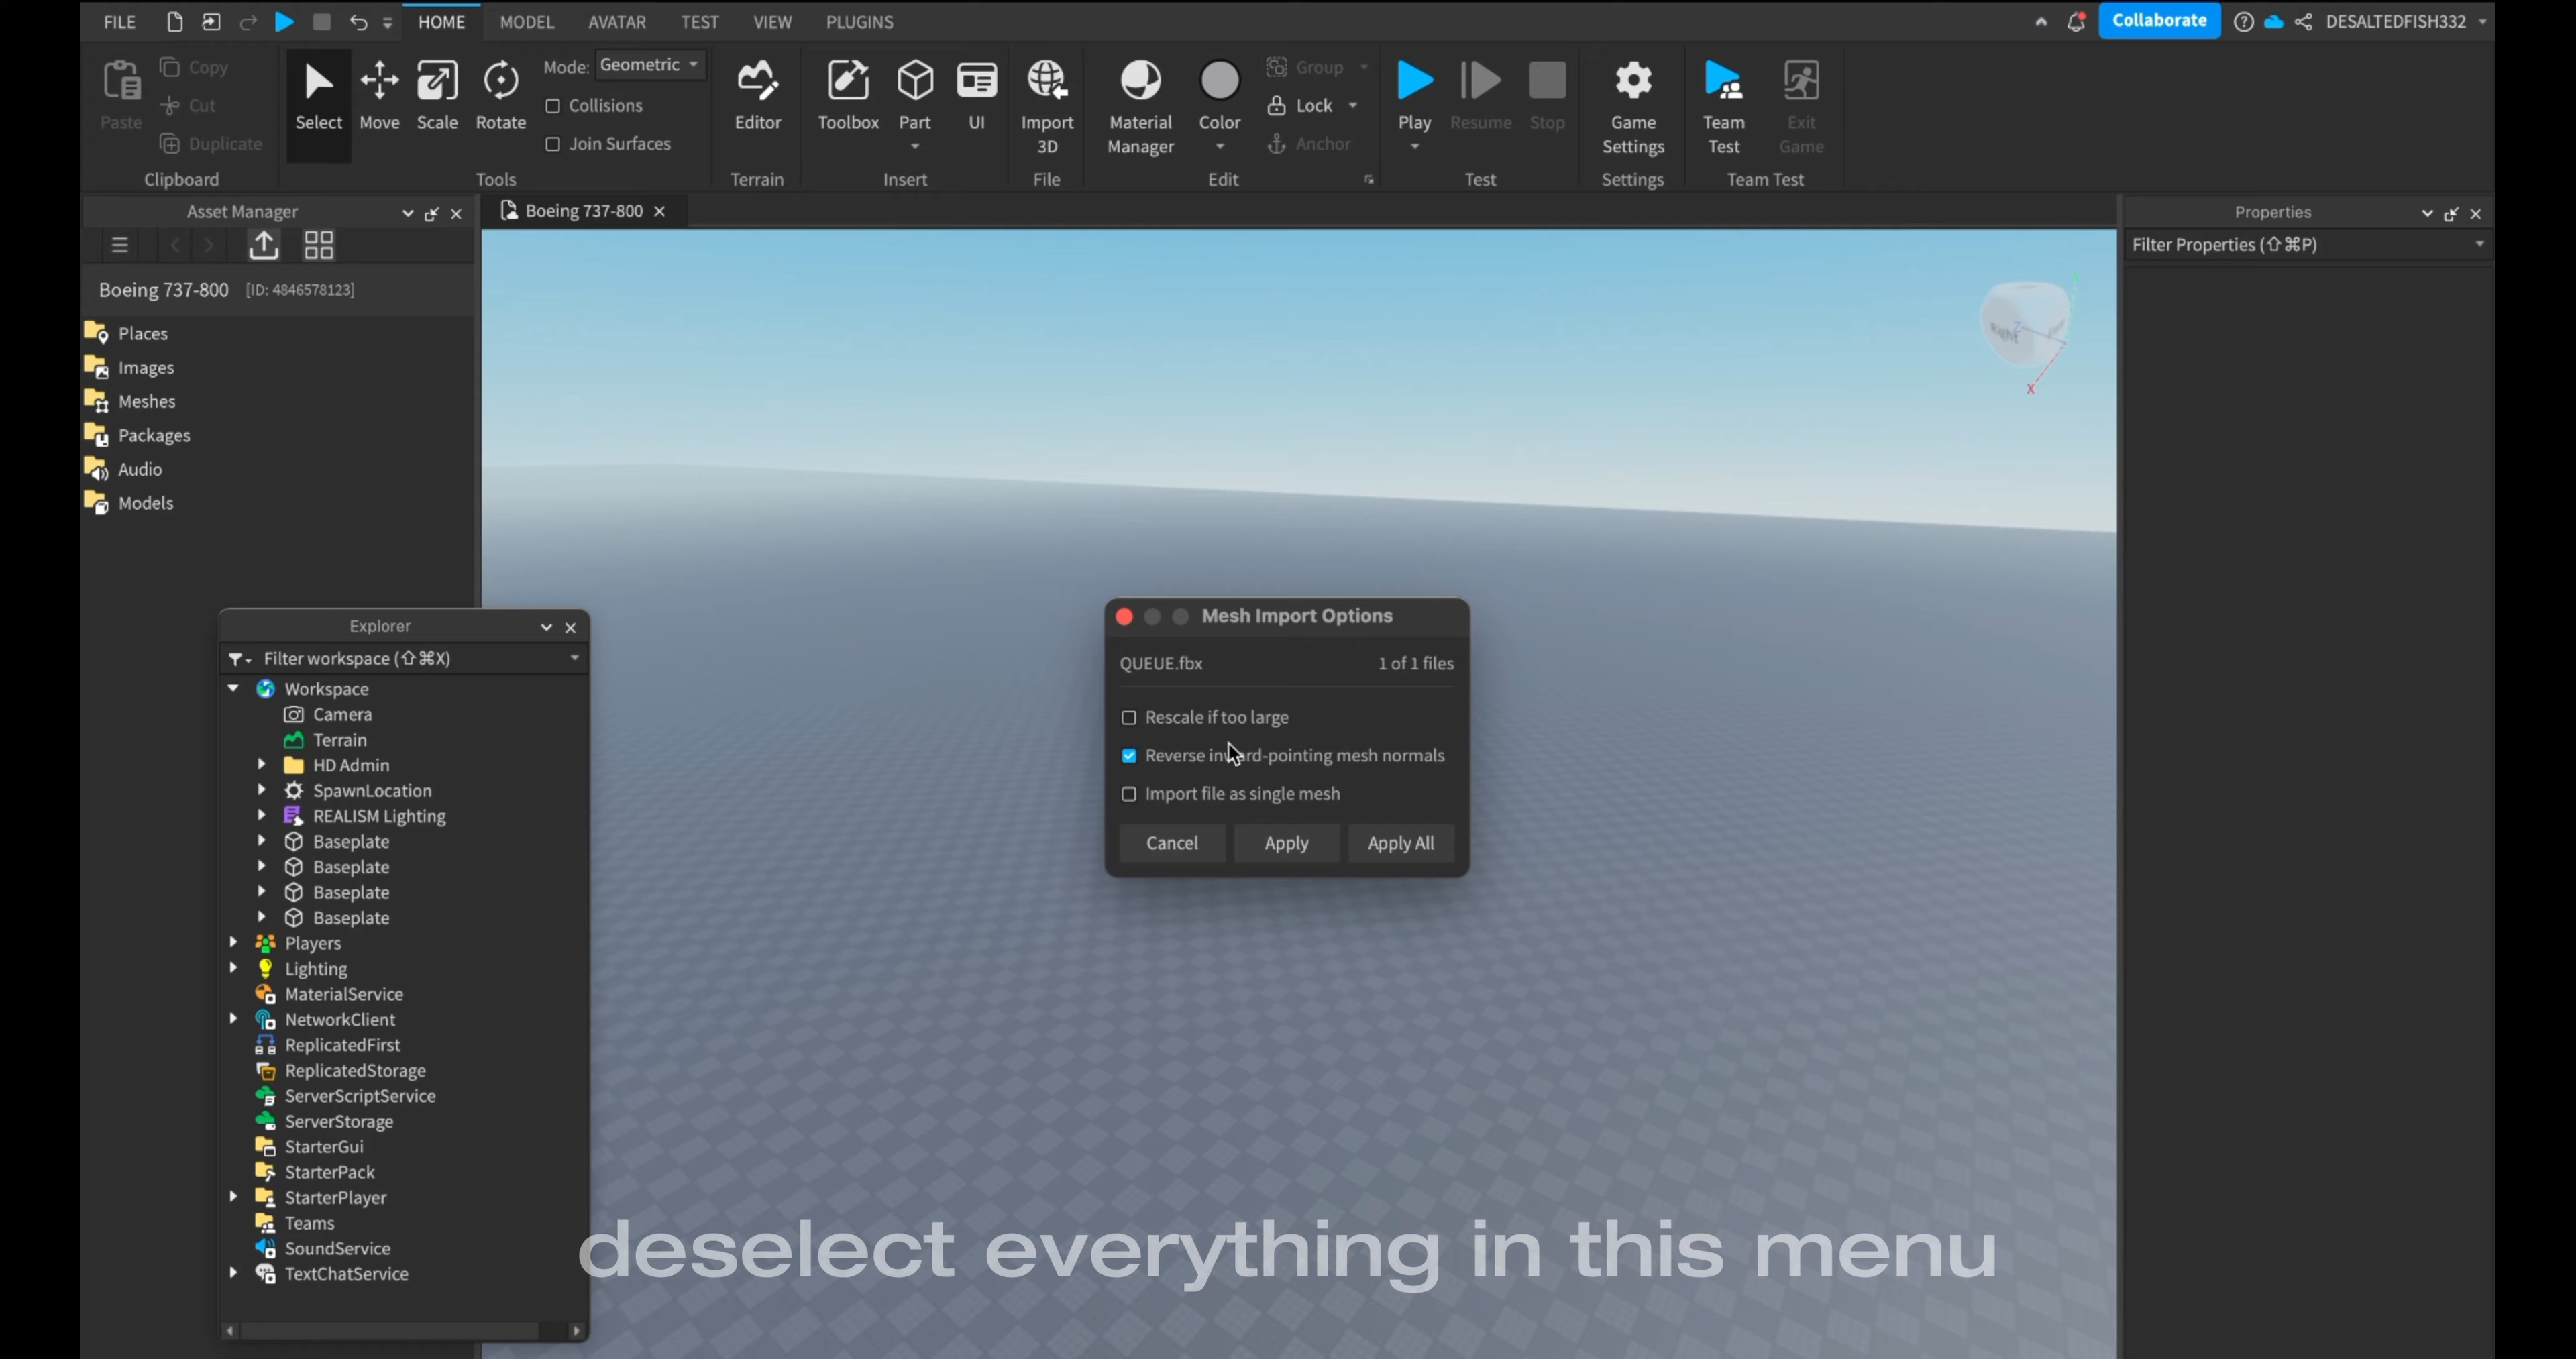 FILE HOME MODEL AVATAR TEST VIEW PLUGINS Collaborate DESALTEDFISH332
Paste Copy Cut Duplicate Clipboard
Select Move Scale Rotate Mode: Geometric Collisions Join Surfaces Tools
Editor Terrain
Toolbox Part UI Insert
Import 3D File
Material Manager Color Group Lock Anchor Edit
Play Resume Stop Test
Game Settings Settings
Team Test Exit Game Team Test
Asset Manager
Boeing 737-800
Properties
Filter Properties (⇧⌘P)
Boeing 737-800 [ID: 4846578123]
Places
Images
Meshes
Packages
Audio
Models
Right
Z
X
Explorer
Filter workspace (⇧⌘X)
Workspace
Camera
Terrain
HD Admin
SpawnLocation
REALISM Lighting
Baseplate
Baseplate
Baseplate
Baseplate
Players
Lighting
MaterialService
NetworkClient
ReplicatedFirst
ReplicatedStorage
ServerScriptService
ServerStorage
StarterGui
StarterPack
StarterPlayer
Teams
SoundService
TextChatService
Mesh Import Options
QUEUE.fbx 1 of 1 files
Rescale if too large
Reverse inward-pointing mesh normals
Import file as single mesh
Cancel Apply Apply All
deselect everything in this menu